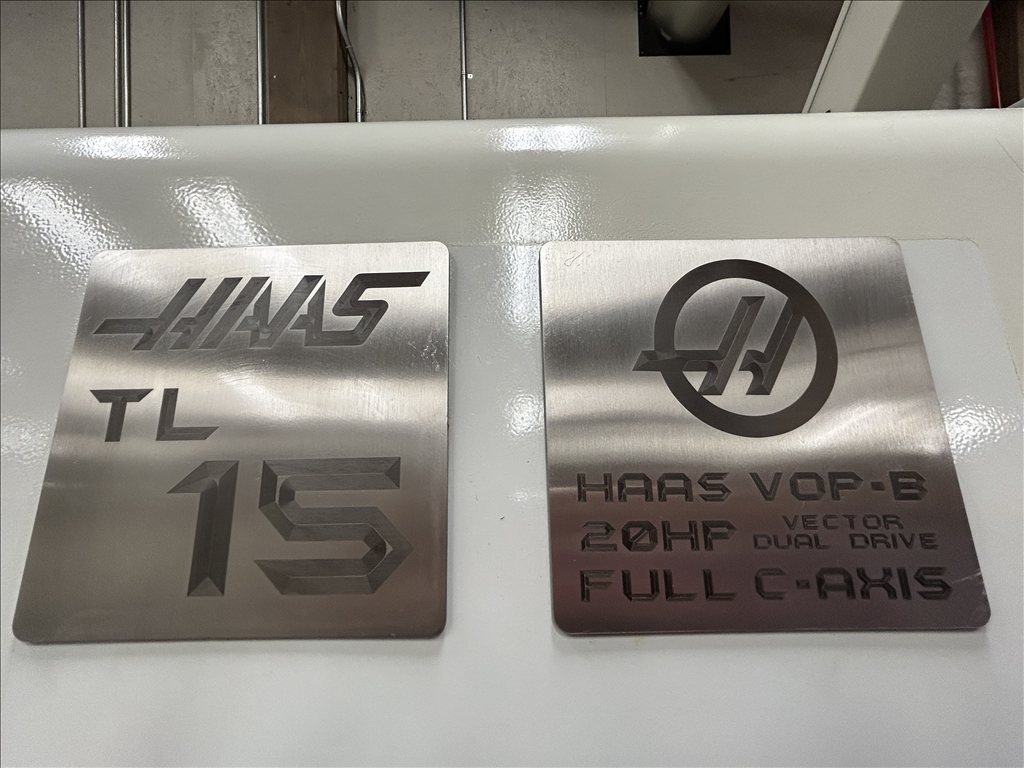 HAAS
TL
15
H
HAAS VOP-B
20HP VECTOR DUAL DRIVE
FULL C-AXIS